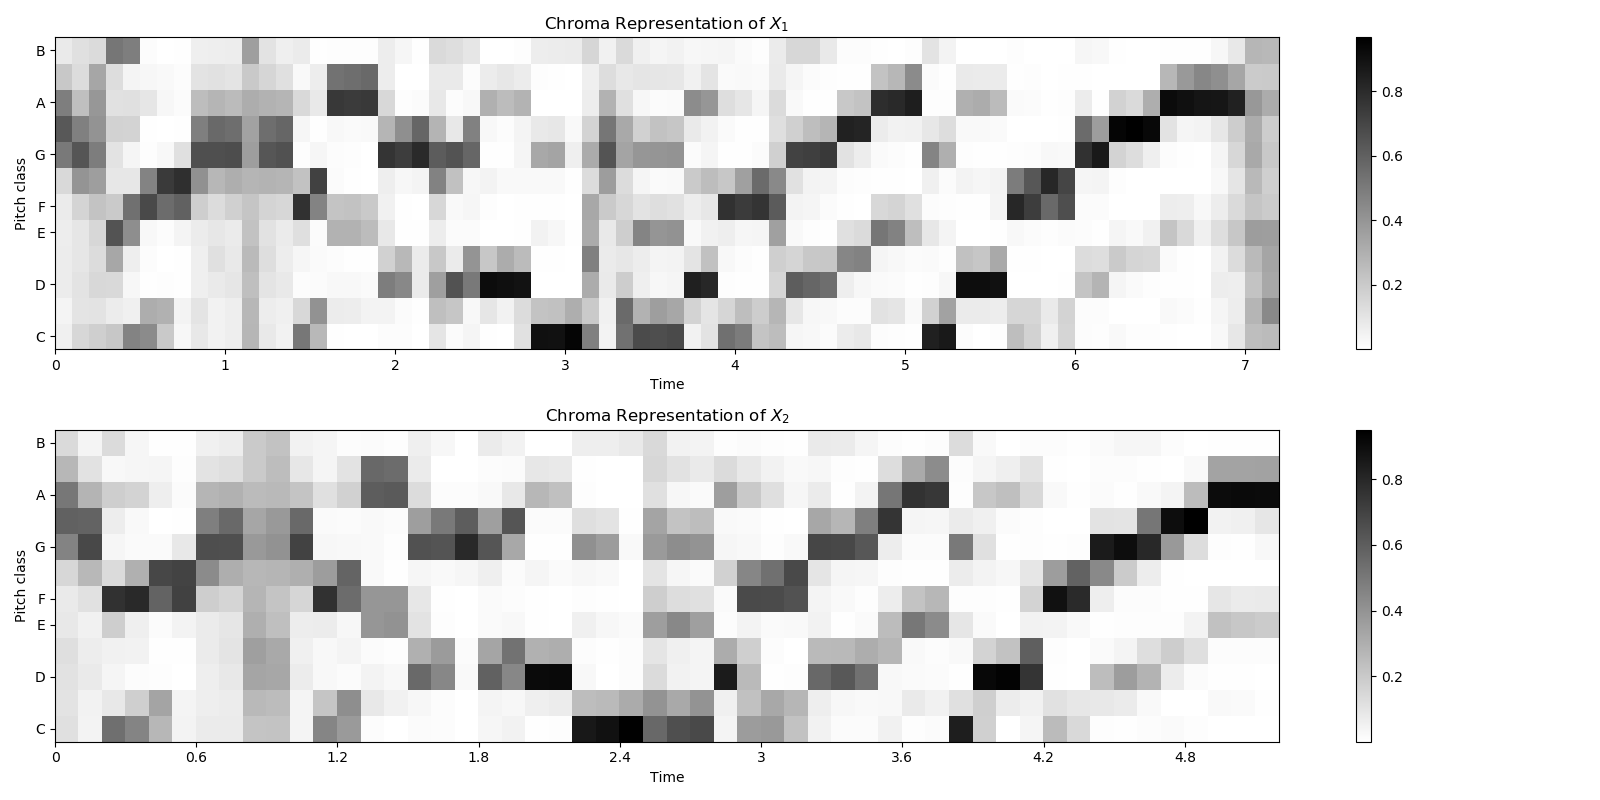 Chroma Representation of X₁
B
A
G
F
E
D
C
Pitch class
0 1 2 3 4 5 6 7
Time
0.8
0.6
0.4
0.2
Chroma Representation of X₂
B
A
G
F
E
D
C
Pitch class
0 0.6 1.2 1.8 2.4 3 3.6 4.2 4.8
Time
0.8
0.6
0.4
0.2